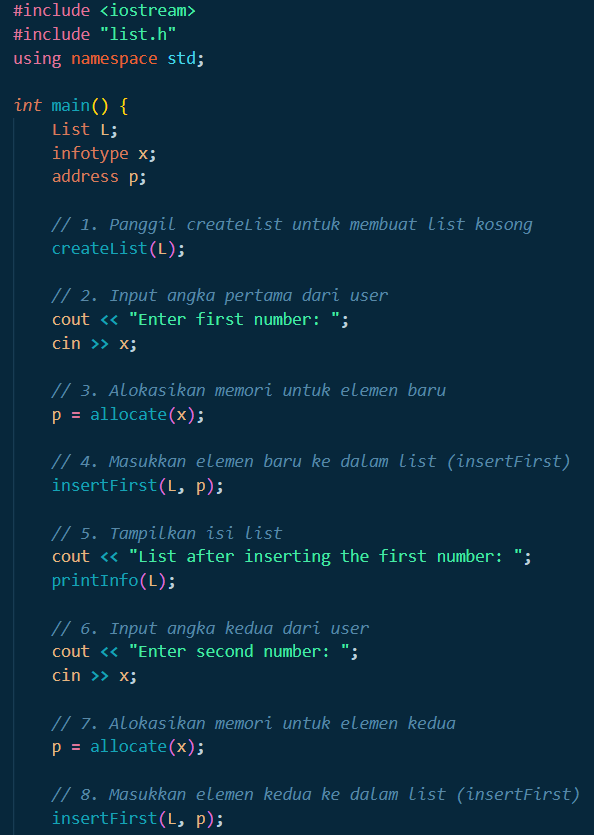 #include <iostream>
#include "list.h"
using namespace std;
int main() {
List L;
infotype x;
address p;
// 1. Panggil createList untuk membuat list kosong
createList(L);
// 2. Input angka pertama dari user
cout << "Enter first number: ";
cin >> x;
// 3. Alokasikan memori untuk elemen baru
p = allocate(x);
// 4. Masukkan elemen baru ke dalam list (insertFirst)
insertFirst(L, p);
// 5. Tampilkan isi list
cout << "List after inserting the first number: ";
printInfo(L);
// 6. Input angka kedua dari user
cout << "Enter second number: ";
cin >> x;
// 7. Alokasikan memori untuk elemen kedua
p = allocate(x);
// 8. Masukkan elemen kedua ke dalam list (insertFirst)
insertFirst(L, p);